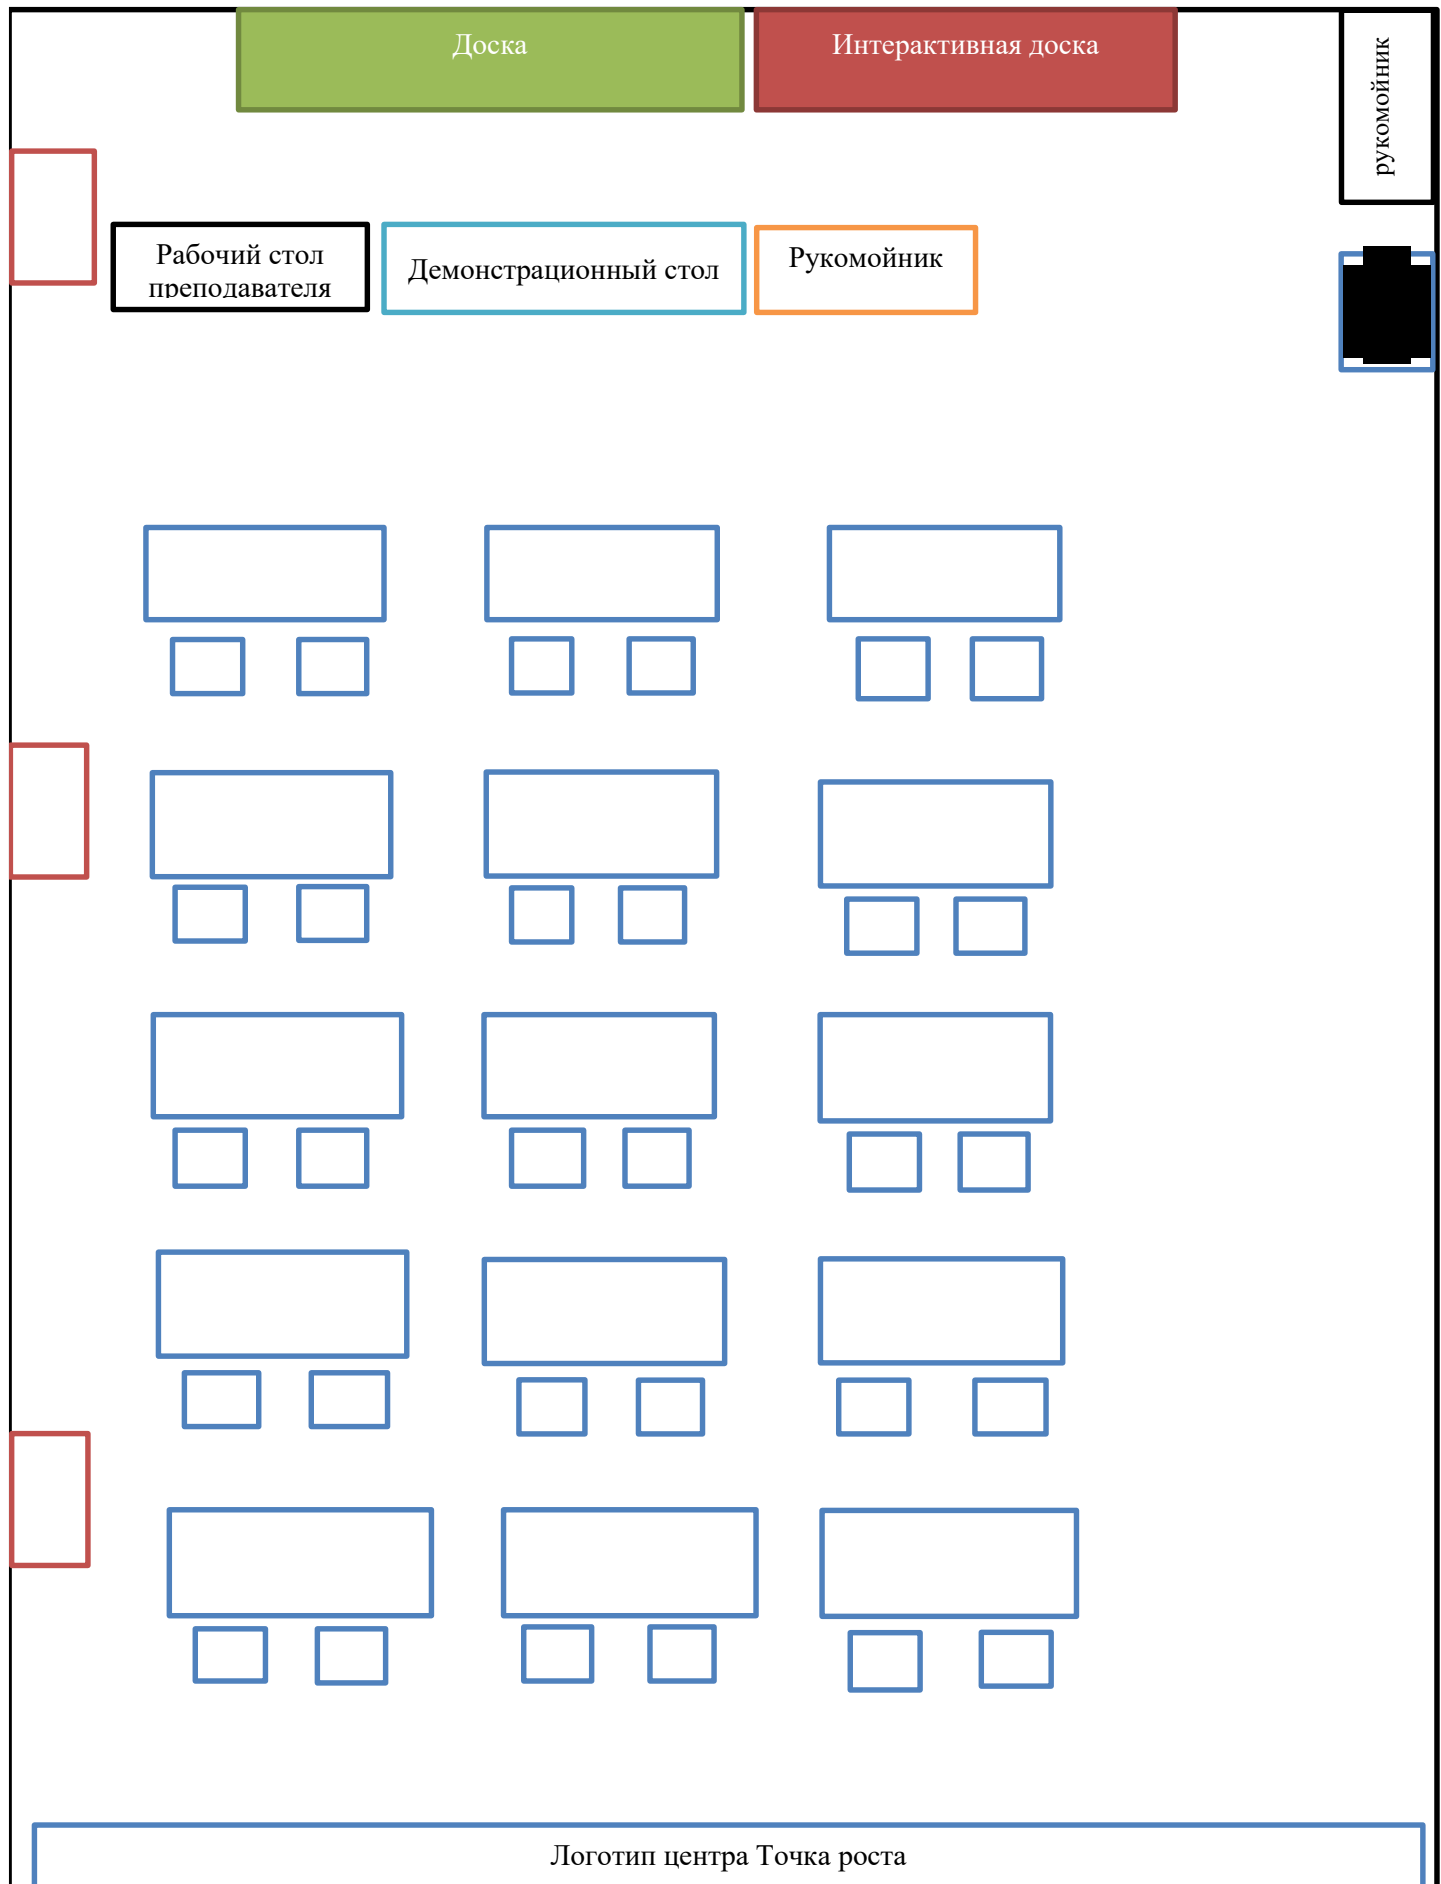 Доска
Интерактивная доска
рукомойник
Рабочий стол
преподавателя
Демонстрационный стол
Рукомойник
Логотип центра Точка роста